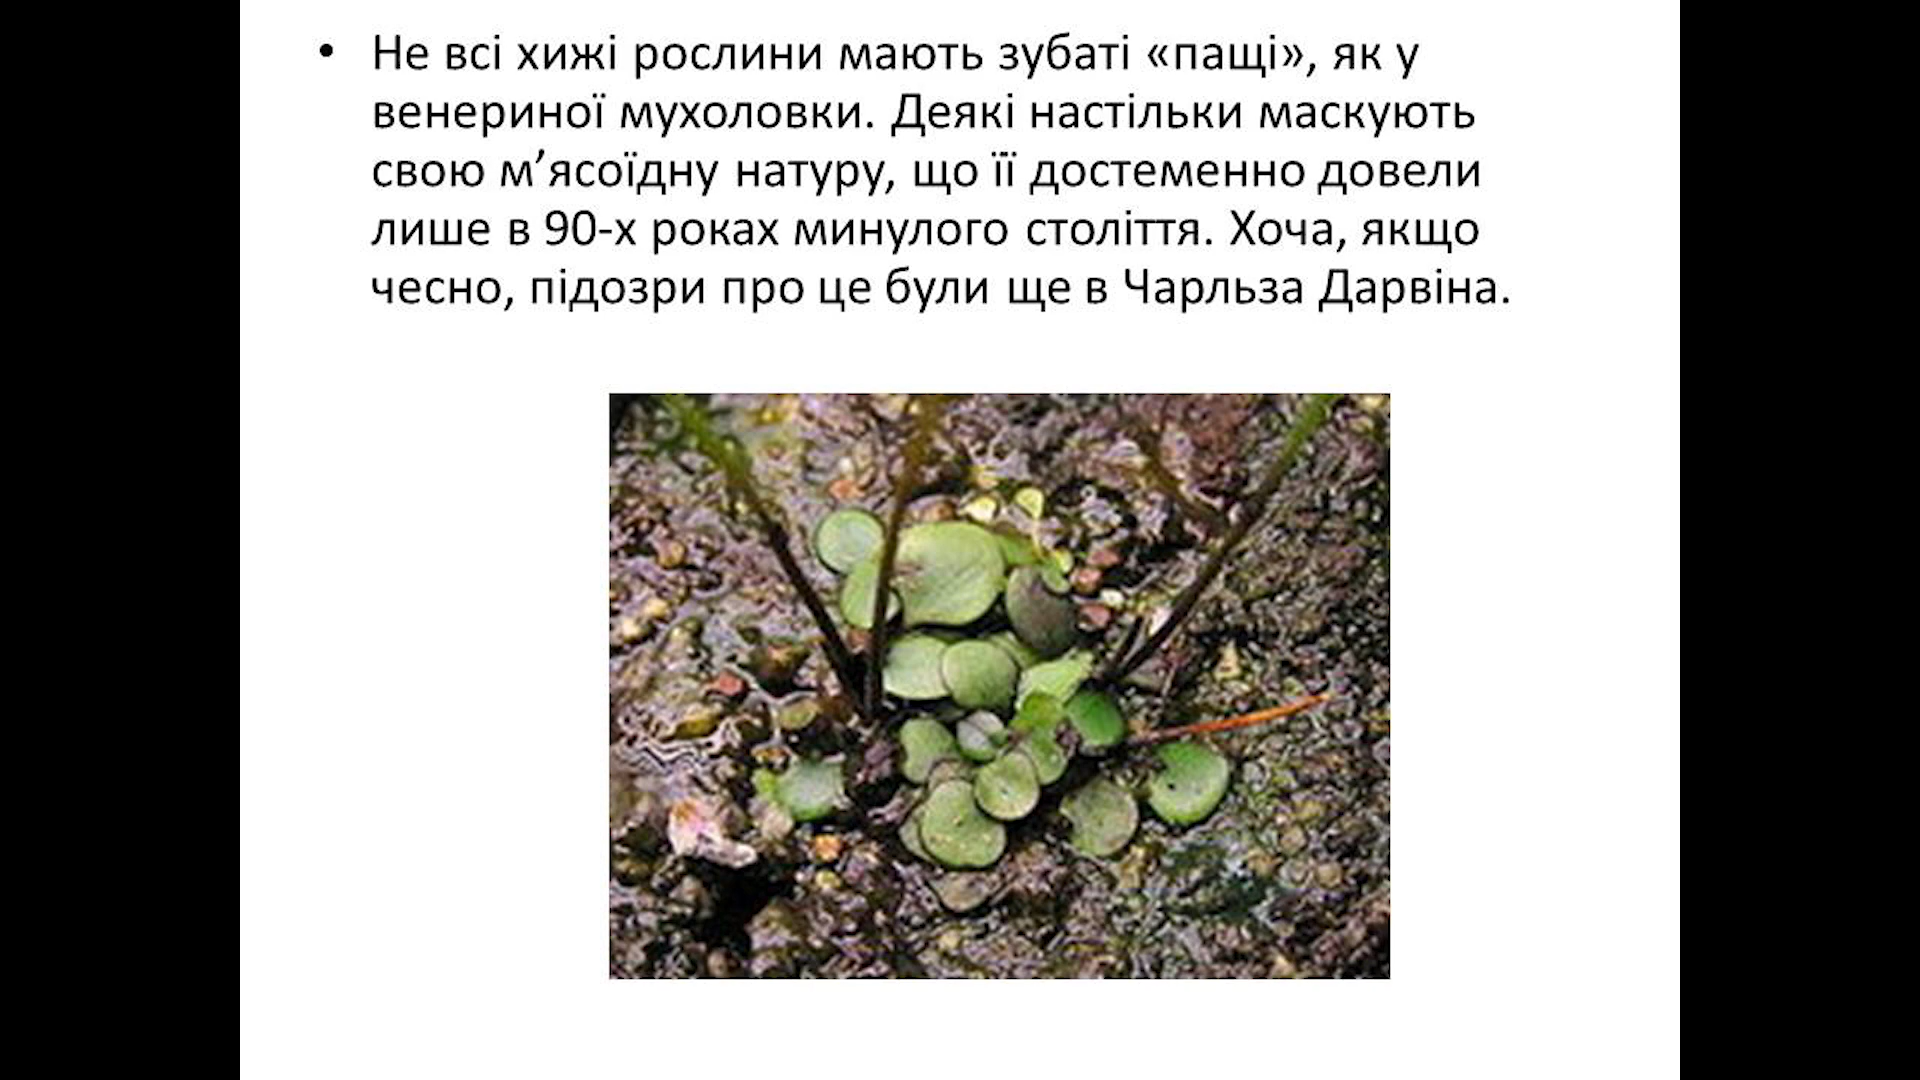 • Не всі хижі рослини мають зубаті «пащі», як у
венериної мухоловки. Деякі настільки маскують
свою м’ясоїдну натуру, що її достеменно довели
лише в 90-х роках минулого століття. Хоча, якщо
чесно, підозри про це були ще в Чарльза Дарвіна.